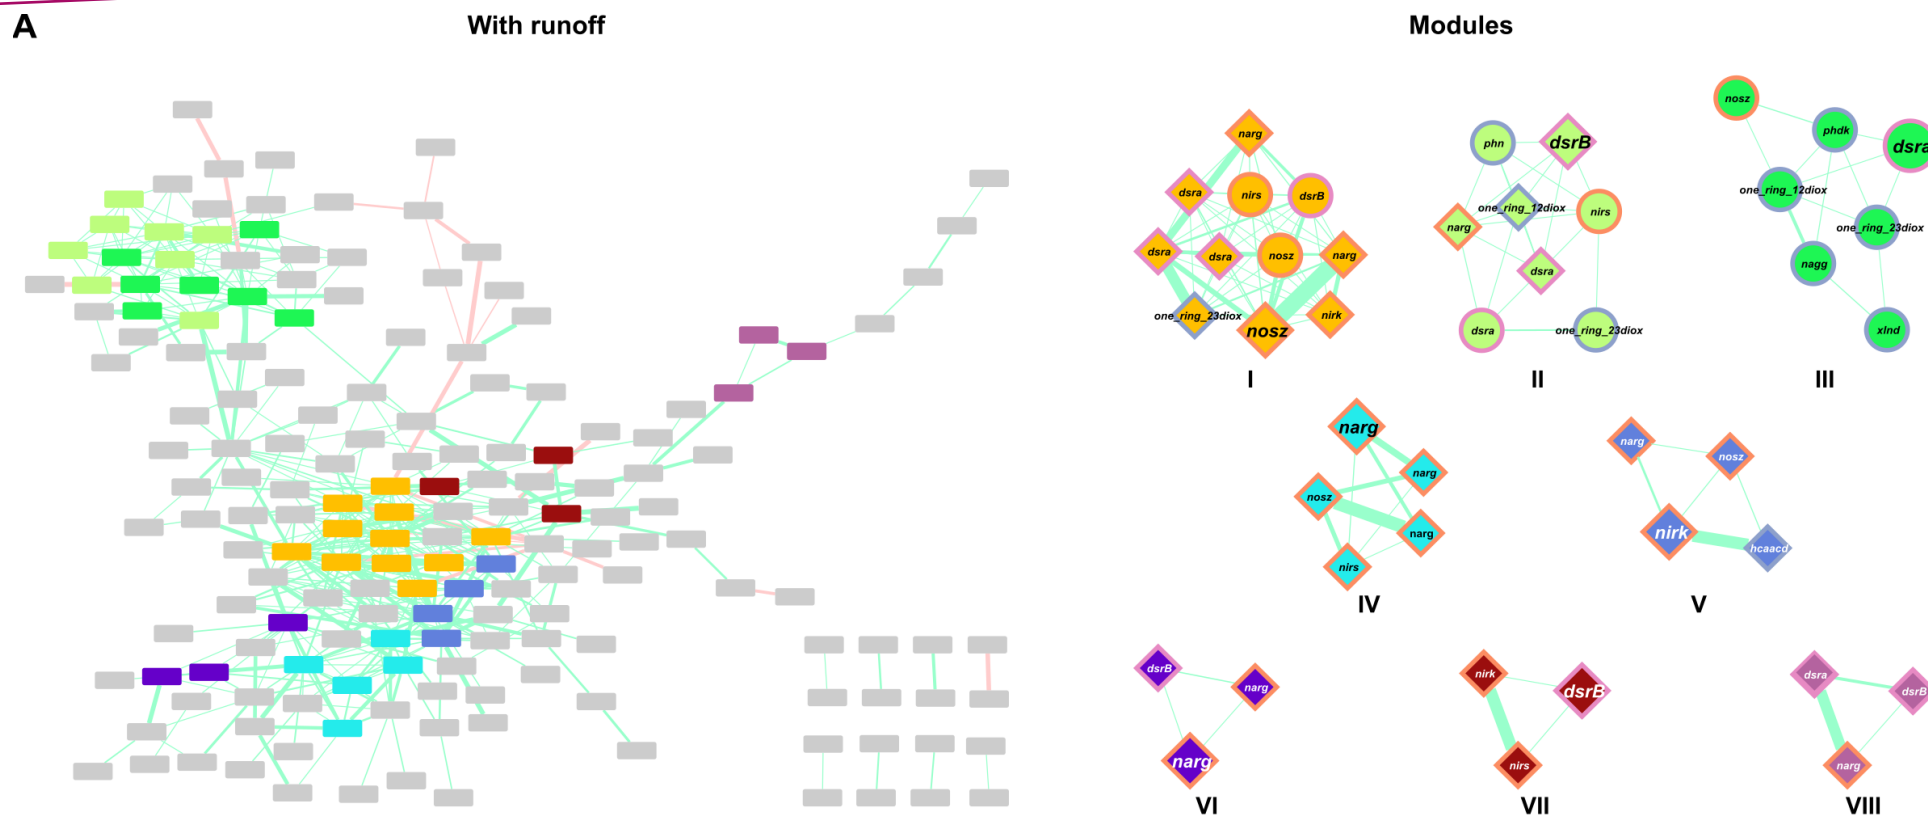 A
With runoff
Modules
narg
dsra
nirs
dsrB
dsra
dsra
nosz
narg
one_ring_23diox
nosz
nirk
I
phn
dsrB
one_ring_12diox
narg
nirs
dsra
dsra
one_ring_23diox
II
nosz
phdk
dsra
one_ring_12diox
one_ring_23diox
nagg
xlnd
III
narg
narg
nosz
narg
nirs
IV
narg
nosz
nirk
hcaacd
V
dsrB
narg
narg
VI
nirk
dsrB
nirs
VII
dsra
dsrB
narg
VIII